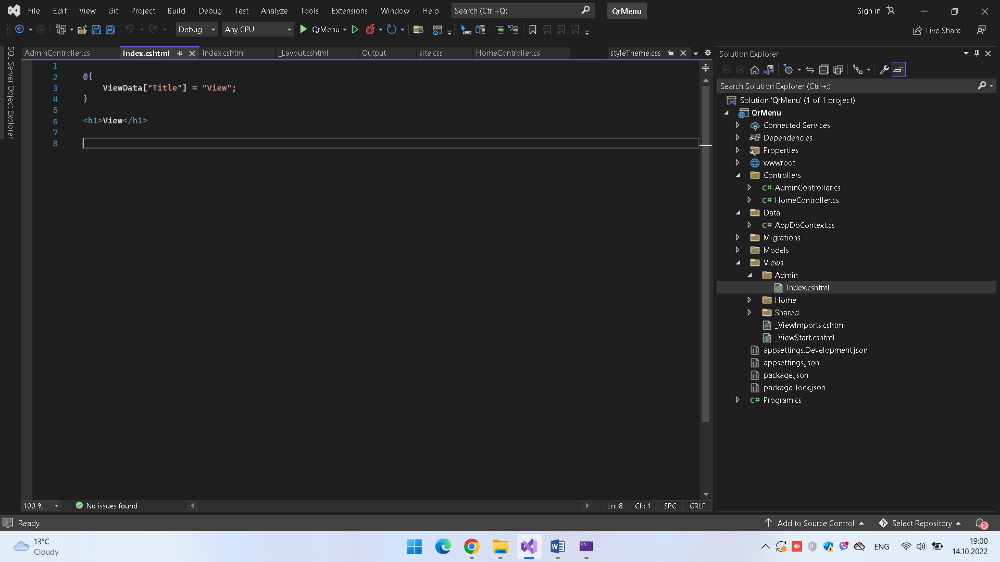 File Edit View Git Project Build Debug Test Analyze Tools Extensions Window Help Search (Ctrl+Q) QrMenu Sign in
Debug Any CPU QrMenu Live Share
SQL Server Object Explorer
AdminController.cs Index.cshtml Index.cshtml _Layout.cshtml Output site.css HomeController.cs styleTheme.css
1
2 @{
3 ViewData["Title"] = "View";
4 }
5
6 <h1>View</h1>
7
8
100 % No issues found Ln: 8 Ch: 1 SPC CRLF
Solution Explorer
Search Solution Explorer (Ctrl+;)
Solution 'QrMenu' (1 of 1 project)
QrMenu
Connected Services
Dependencies
Properties
wwwroot
Controllers
C# AdminController.cs
C# HomeController.cs
Data
C# AppDbContext.cs
Migrations
Models
Views
Admin
Index.cshtml
Home
Shared
_ViewImports.cshtml
_ViewStart.cshtml
appsettings.Development.json
appsettings.json
package.json
package-lock.json
C# Program.cs
Ready Add to Source Control Select Repository 2
13°C
Cloudy
ENG
19:00
14.10.2022